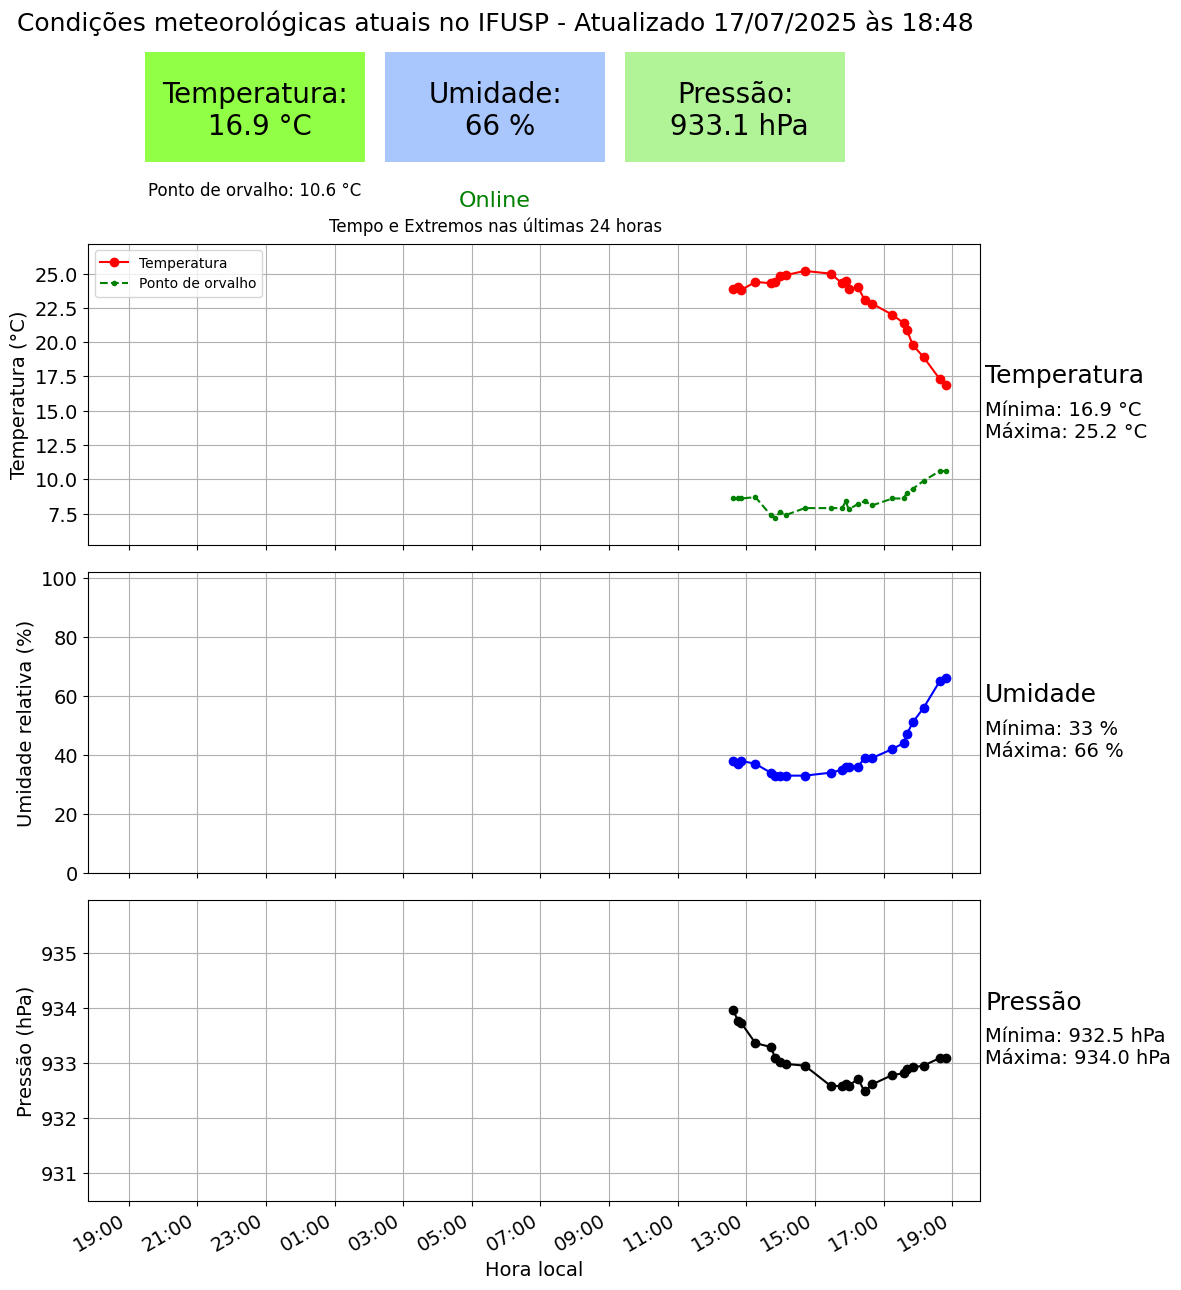 Condições meteorológicas atuais no IFUSP - Atualizado 17/07/2025 às 18:48
Temperatura:
16.9 °C
Umidade:
66 %
Pressão:
933.1 hPa
Ponto de orvalho: 10.6 °C
Online
Tempo e Extremos nas últimas 24 horas
Temperatura
Ponto de orvalho
Temperatura (°C)
25.0
22.5
20.0
17.5
15.0
12.5
10.0
7.5
Temperatura
Mínima: 16.9 °C
Máxima: 25.2 °C
Umidade relativa (%)
100
80
60
40
20
0
Umidade
Mínima: 33 %
Máxima: 66 %
Pressão (hPa)
935
934
933
932
931
Pressão
Mínima: 932.5 hPa
Máxima: 934.0 hPa
19:00 21:00 23:00 01:00 03:00 05:00 07:00 09:00 11:00 13:00 15:00 17:00 19:00
Hora local